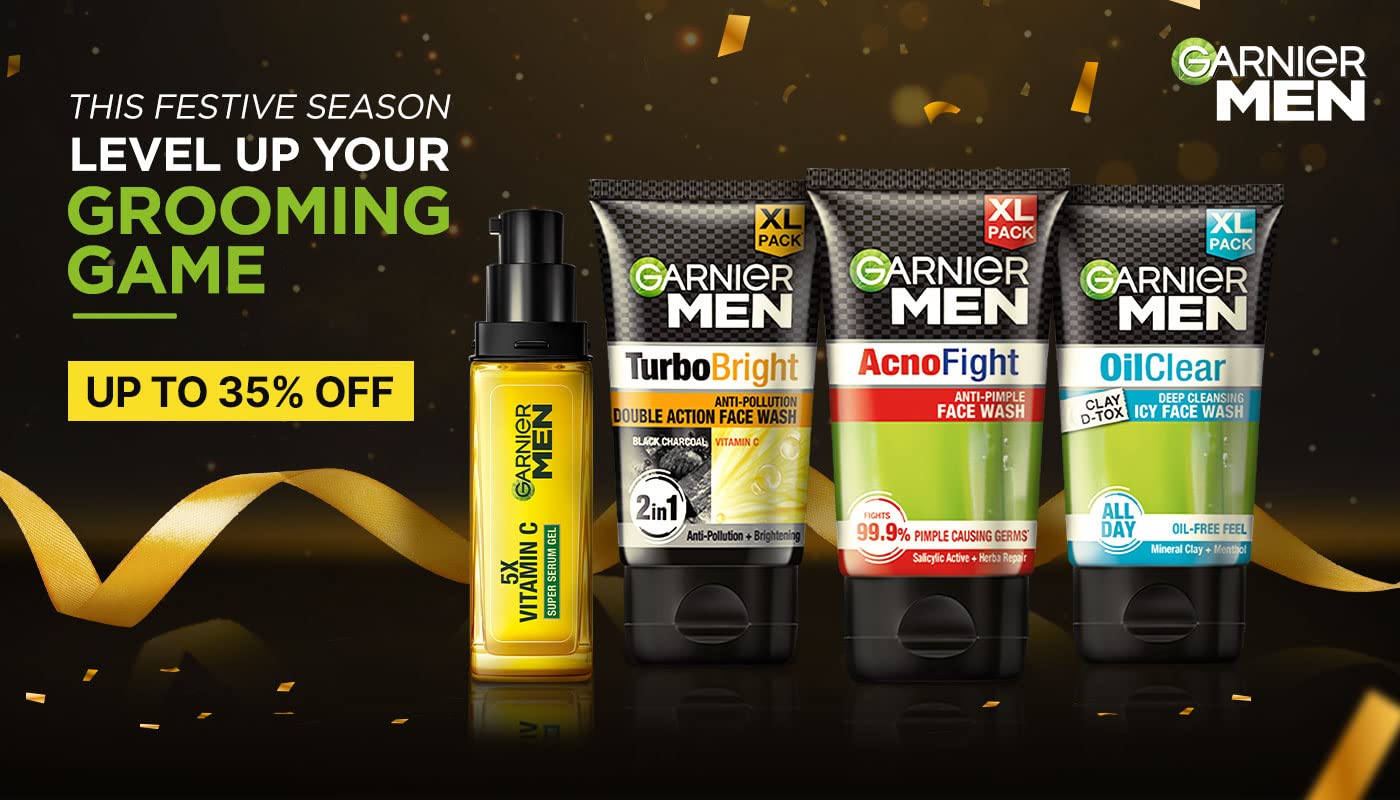 THIS FESTIVE SEASON
LEVEL UP YOUR
GROOMING
GAME
UP TO 35% OFF
GARNIER
MEN
GARNIER
MEN
5X
VITAMIN C
SUPER SERUM GEL
XL
PACK
GARNIER
MEN
TurboBright
ANTI-POLLUTION
DOUBLE ACTION FACE WASH
BLACK CHARCOAL
VITAMIN C
2in1
Anti-Pollution + Brightening
XL
PACK
GARNIER
MEN
AcnoFight
ANTI-PIMPLE
FACE WASH
FIGHTS
99.9% PIMPLE CAUSING GERMS*
Salicylic Active + Herba Repair
XL
PACK
GARNIER
MEN
OilClear
CLAY
D-TOX
DEEP CLEANSING
ICY FACE WASH
ALL
DAY
OIL-FREE FEEL
Mineral Clay + Menthol